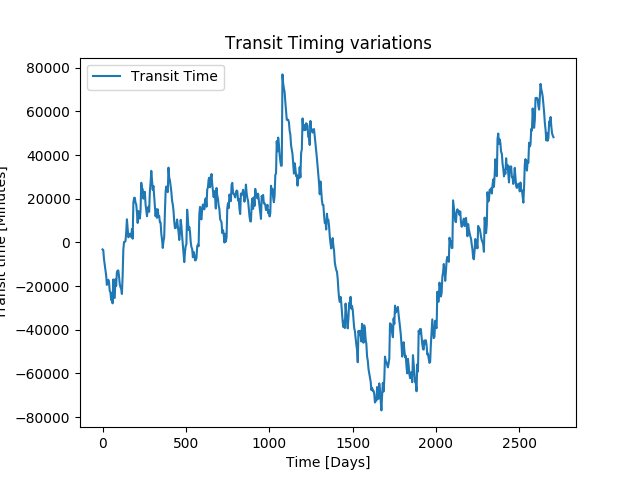 Transit Timing variations
Transit Time
80000
60000
40000
20000
0
−20000
−40000
−60000
−80000
Transit time [Minutes]
0 500 1000 1500 2000 2500
Time [Days]